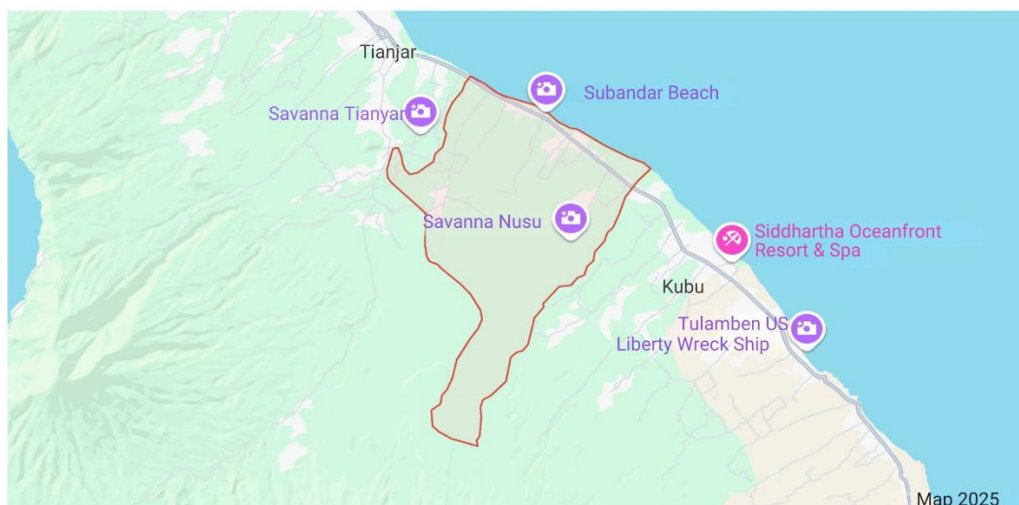 Tianjar
Subandar Beach
Savanna Tianyar
Savanna Nusu
Siddhartha Oceanfront
Resort & Spa
Kubu
Tulamben US
Liberty Wreck Ship
Map 2025